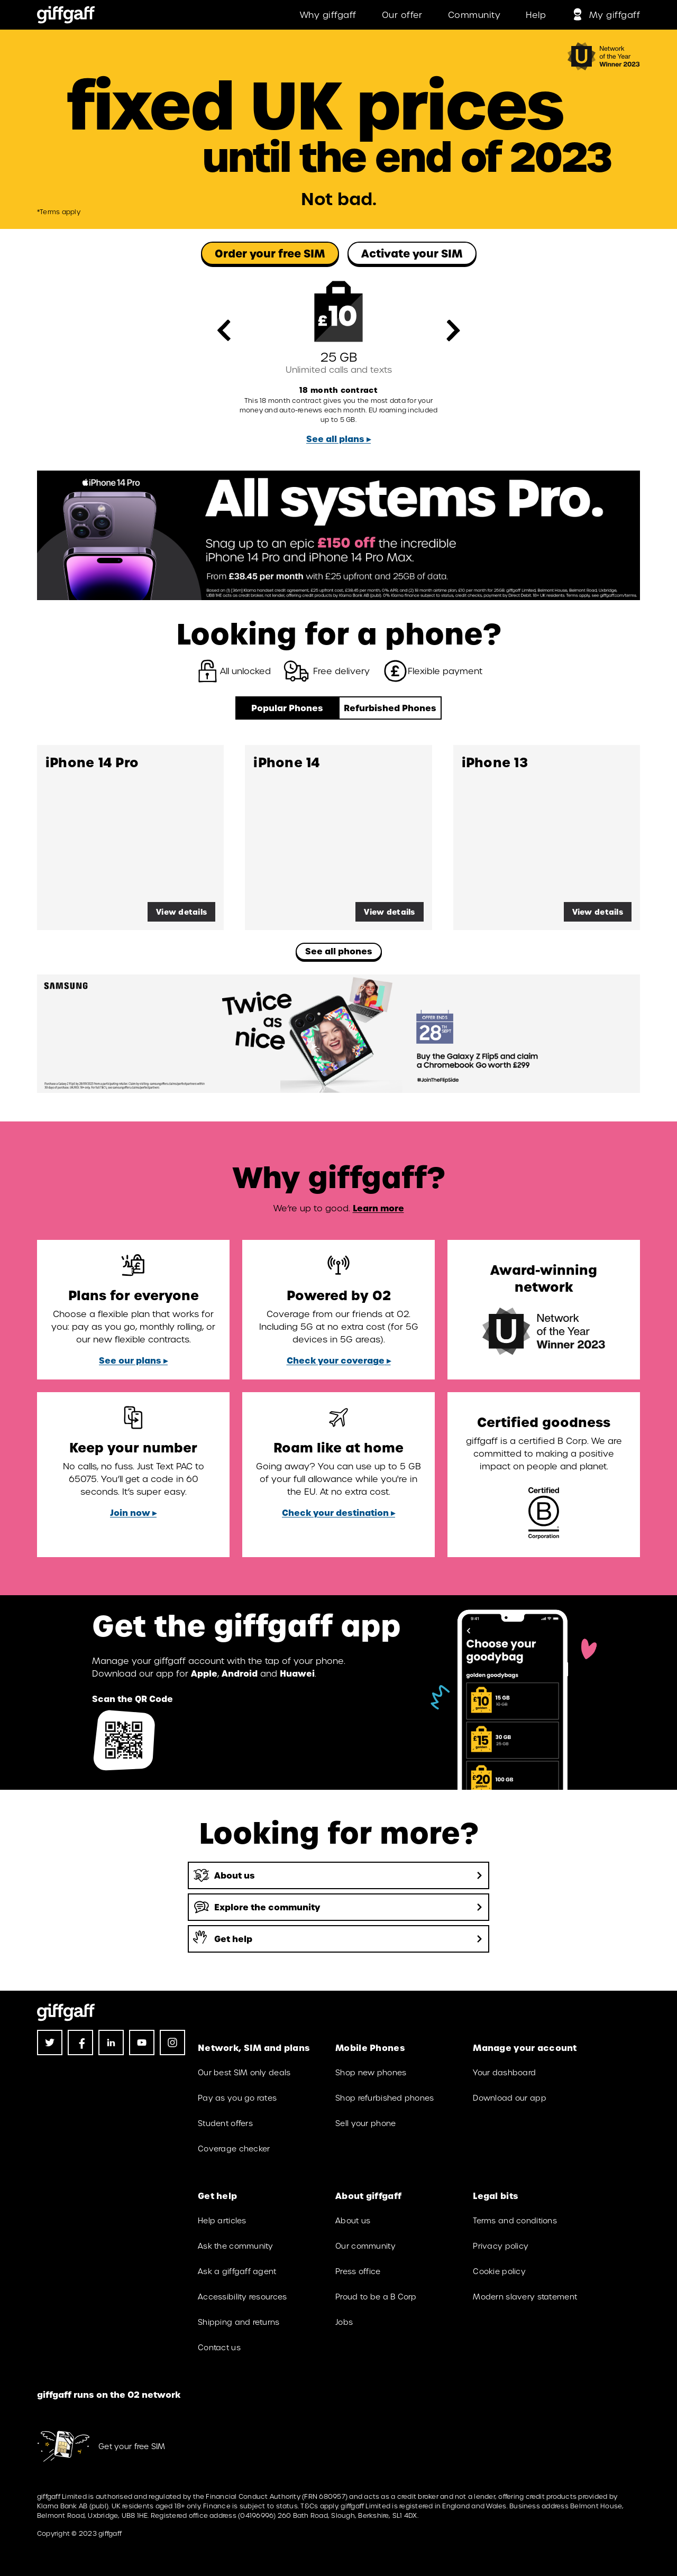 giffgaff
Why giffgaff
Our offer
Community
Help
My giffgaff
Network
of the Year
Winner 2023
fixed UK prices
until the end of 2023
Not bad.
*Terms apply
Order your free SIM
Activate your SIM
£10
25 GB
Unlimited calls and texts
18 month contract
This 18 month contract gives you the most data for your
money and auto-renews each month. EU roaming included
up to 5 GB.
See all plans ▸
iPhone 14 Pro
All systems Pro.
Snag up to an epic £150 off the incredible
iPhone 14 Pro and iPhone 14 Pro Max.
From £38.45 per month with £25 upfront and 25GB of data.
Looking for a phone?
All unlocked
Free delivery
Flexible payment
Popular Phones
Refurbished Phones
iPhone 14 Pro
iPhone 14
iPhone 13
View details
View details
View details
See all phones
SAMSUNG
Twice
as
nice
OFFER ENDS
28TH SEPT
Buy the Galaxy Z Flip5 and claim
a Chromebook Go worth £299
#JoinTheFlipSide
Why giffgaff?
We're up to good. Learn more
Plans for everyone
Choose a flexible plan that works for
you: pay as you go, monthly rolling, or
our new flexible contracts.
See our plans ▸
Powered by O2
Coverage from our friends at O2.
Including 5G at no extra cost (for 5G
devices in 5G areas).
Check your coverage ▸
Award-winning
network
Network
of the Year
Winner 2023
Keep your number
No calls, no fuss. Just Text PAC to
65075. You'll get a code in 60
seconds. It's super easy.
Join now ▸
Roam like at home
Going away? You can use up to 5 GB
of your full allowance while you're in
the EU. At no extra cost.
Check your destination ▸
Certified goodness
giffgaff is a certified B Corp. We are
committed to making a positive
impact on people and planet.
Certified
B
Corporation
Get the giffgaff app
Manage your giffgaff account with the tap of your phone.
Download our app for Apple, Android and Huawei.
Scan the QR Code
9:41
Choose your
goodybag
golden goodybags
£10
15 GB
12 GB
£15
30 GB
25 GB
£20
100 GB
Looking for more?
About us
Explore the community
Get help
giffgaff
Network, SIM and plans
Our best SIM only deals
Pay as you go rates
Student offers
Coverage checker
Mobile Phones
Shop new phones
Shop refurbished phones
Sell your phone
Manage your account
Your dashboard
Download our app
Get help
Help articles
Ask the community
Ask a giffgaff agent
Accessibility resources
Shipping and returns
Contact us
About giffgaff
About us
Our community
Press office
Proud to be a B Corp
Jobs
Legal bits
Terms and conditions
Privacy policy
Cookie policy
Modern slavery statement
giffgaff runs on the O2 network
Get your free SIM
giffgaff Limited is authorised and regulated by the Financial Conduct Authority (FRN 680957) and acts as a credit broker and not a lender, offering credit products provided by
Klarna Bank AB (publ). UK residents aged 18+ only. Finance is subject to status. T&Cs apply. giffgaff Limited is registered in England and Wales. Business address Belmont House,
Belmont Road, Uxbridge, UB8 1HE. Registered office address (04196996) 260 Bath Road, Slough, Berkshire, SL1 4DX.
Copyright © 2023 giffgaff